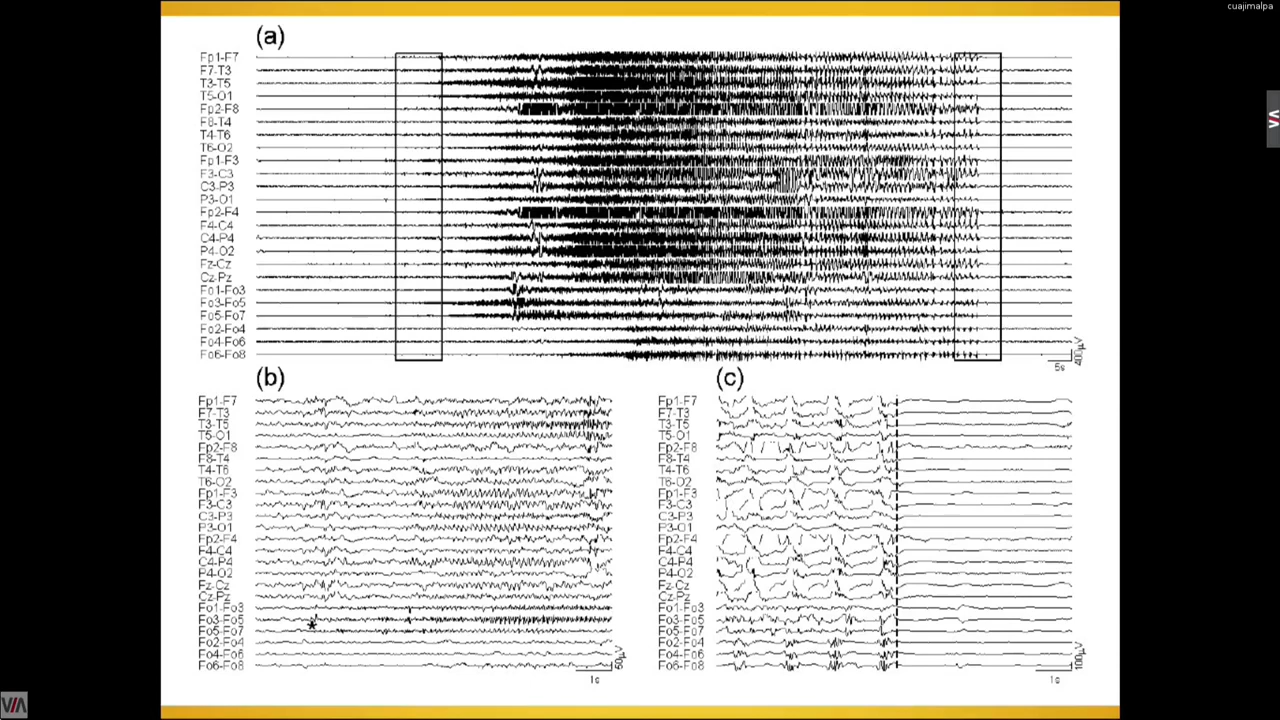 cuajimalpa
(a)
Fp1-F7
F7-T3
T3-T5
T5-O1
Fp2-F8
F8-T4
T4-T6
T6-O2
Fp1-F3
F3-C3
C3-P3
P3-O1
Fp2-F4
F4-C4
C4-P4
P4-O2
Fz-Cz
Cz-Pz
Fo1-Fo3
Fo3-Fo5
Fo5-Fo7
Fo2-Fo4
Fo4-Fo6
Fo6-Fo8
400µV
5s
(b)
Fp1-F7
F7-T3
T3-T5
T5-O1
Fp2-F8
F8-T4
T4-T6
T6-O2
Fp1-F3
F3-C3
C3-P3
P3-O1
Fp2-F4
F4-C4
C4-P4
P4-O2
Fz-Cz
Cz-Pz
Fo1-Fo3
Fo3-Fo5
*
Fo5-Fo7
Fo2-Fo4
Fo4-Fo6
Fo6-Fo8
50µV
1s
(c)
Fp1-F7
F7-T3
T3-T5
T5-O1
Fp2-F8
F8-T4
T4-T6
T6-O2
Fp1-F3
F3-C3
C3-P3
P3-O1
Fp2-F4
F4-C4
C4-P4
P4-O2
Fz-Cz
Cz-Pz
Fo1-Fo3
Fo3-Fo5
Fo5-Fo7
Fo2-Fo4
Fo4-Fo6
Fo6-Fo8
100µV
1s
VIA